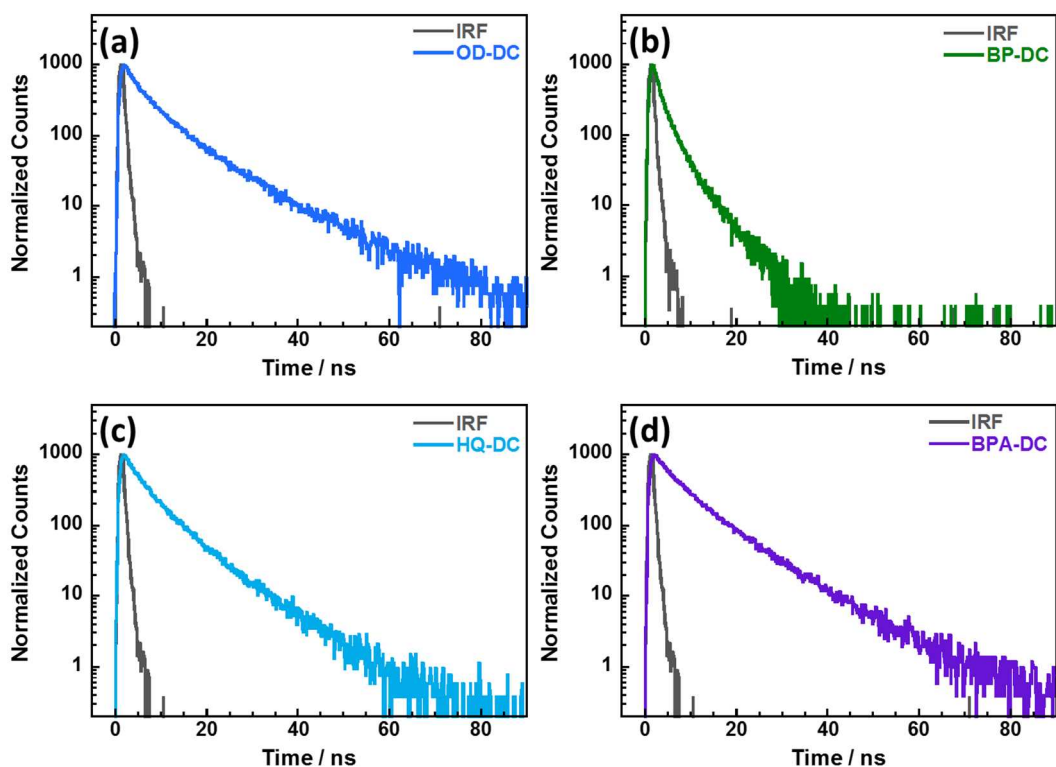 (a)
IRF
OD-DC
Normalized Counts
1000
100
10
1
0 20 40 60 80
Time / ns
(b)
IRF
BP-DC
Normalized Counts
1000
100
10
1
0 20 40 60 80
Time / ns
(c)
IRF
HQ-DC
Normalized Counts
1000
100
10
1
0 20 40 60 80
Time / ns
(d)
IRF
BPA-DC
Normalized Counts
1000
100
10
1
0 20 40 60 80
Time / ns